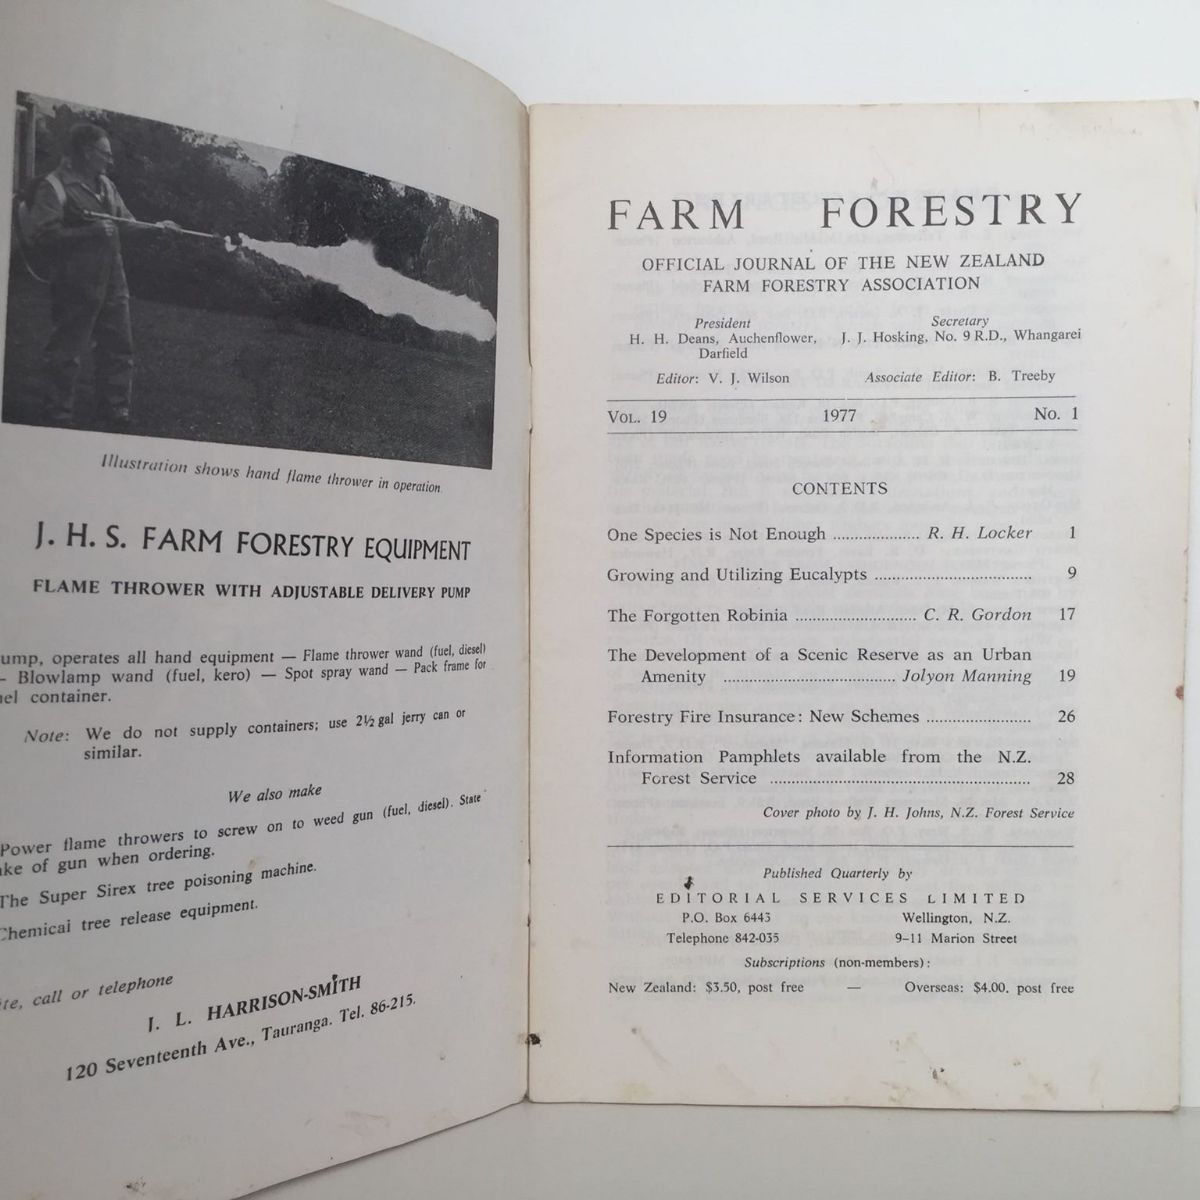 Illustration shows hand flame thrower in operation.
J. H. S. FARM FORESTRY EQUIPMENT
FLAME THROWER WITH ADJUSTABLE DELIVERY PUMP
ump, operates all hand equipment — Flame thrower wand (fuel, diesel)
– Blowlamp wand (fuel, kero) — Spot spray wand — Pack frame for
el container.
Note: We do not supply containers; use 2½ gal jerry can or
similar.
We also make
Power flame throwers to screw on to weed gun (fuel, diesel). State
ke of gun when ordering.
The Super Sirex tree poisoning machine.
Chemical tree release equipment.
te, call or telephone
J. L. HARRISON-SMITH
120 Seventeenth Ave., Tauranga. Tel. 86-215.
FARM FORESTRY
OFFICIAL JOURNAL OF THE NEW ZEALAND
FARM FORESTRY ASSOCIATION
President Secretary
H. H. Deans, Auchenflower, J. J. Hosking, No. 9 R.D., Whangarei
Darfield
Editor: V. J. Wilson Associate Editor: B. Treeby
VOL. 19 1977 No. 1
CONTENTS
One Species is Not Enough .................... R. H. Locker 1
Growing and Utilizing Eucalypts .................................... 9
The Forgotten Robinia ............................ C. R. Gordon 17
The Development of a Scenic Reserve as an Urban
Amenity ........................................ Jolyon Manning 19
Forestry Fire Insurance: New Schemes ........................ 26
Information Pamphlets available from the N.Z.
Forest Service ............................................................ 28
Cover photo by J. H. Johns, N.Z. Forest Service
Published Quarterly by
EDITORIAL SERVICES LIMITED
P.O. Box 6443 Wellington, N.Z.
Telephone 842-035 9–11 Marion Street
Subscriptions (non-members):
New Zealand: $3.50, post free — Overseas: $4.00. post free